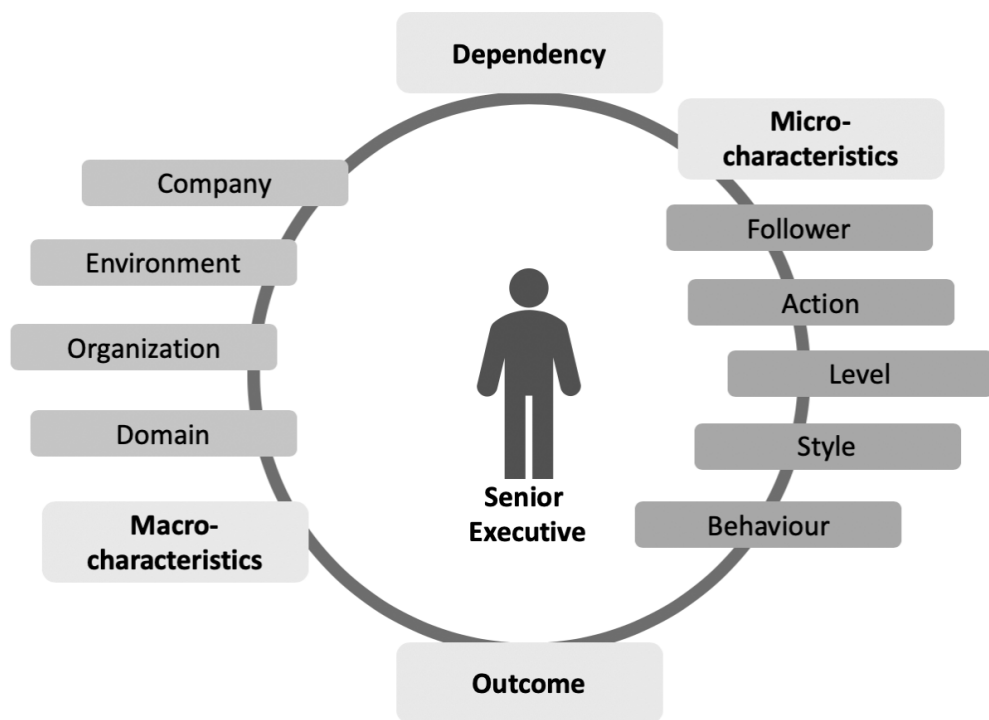 Dependency
Micro-
characteristics
Company
Follower
Environment
Action
Organization
Level
Domain
Style
Senior
Executive
Macro-
characteristics
Behaviour
Outcome